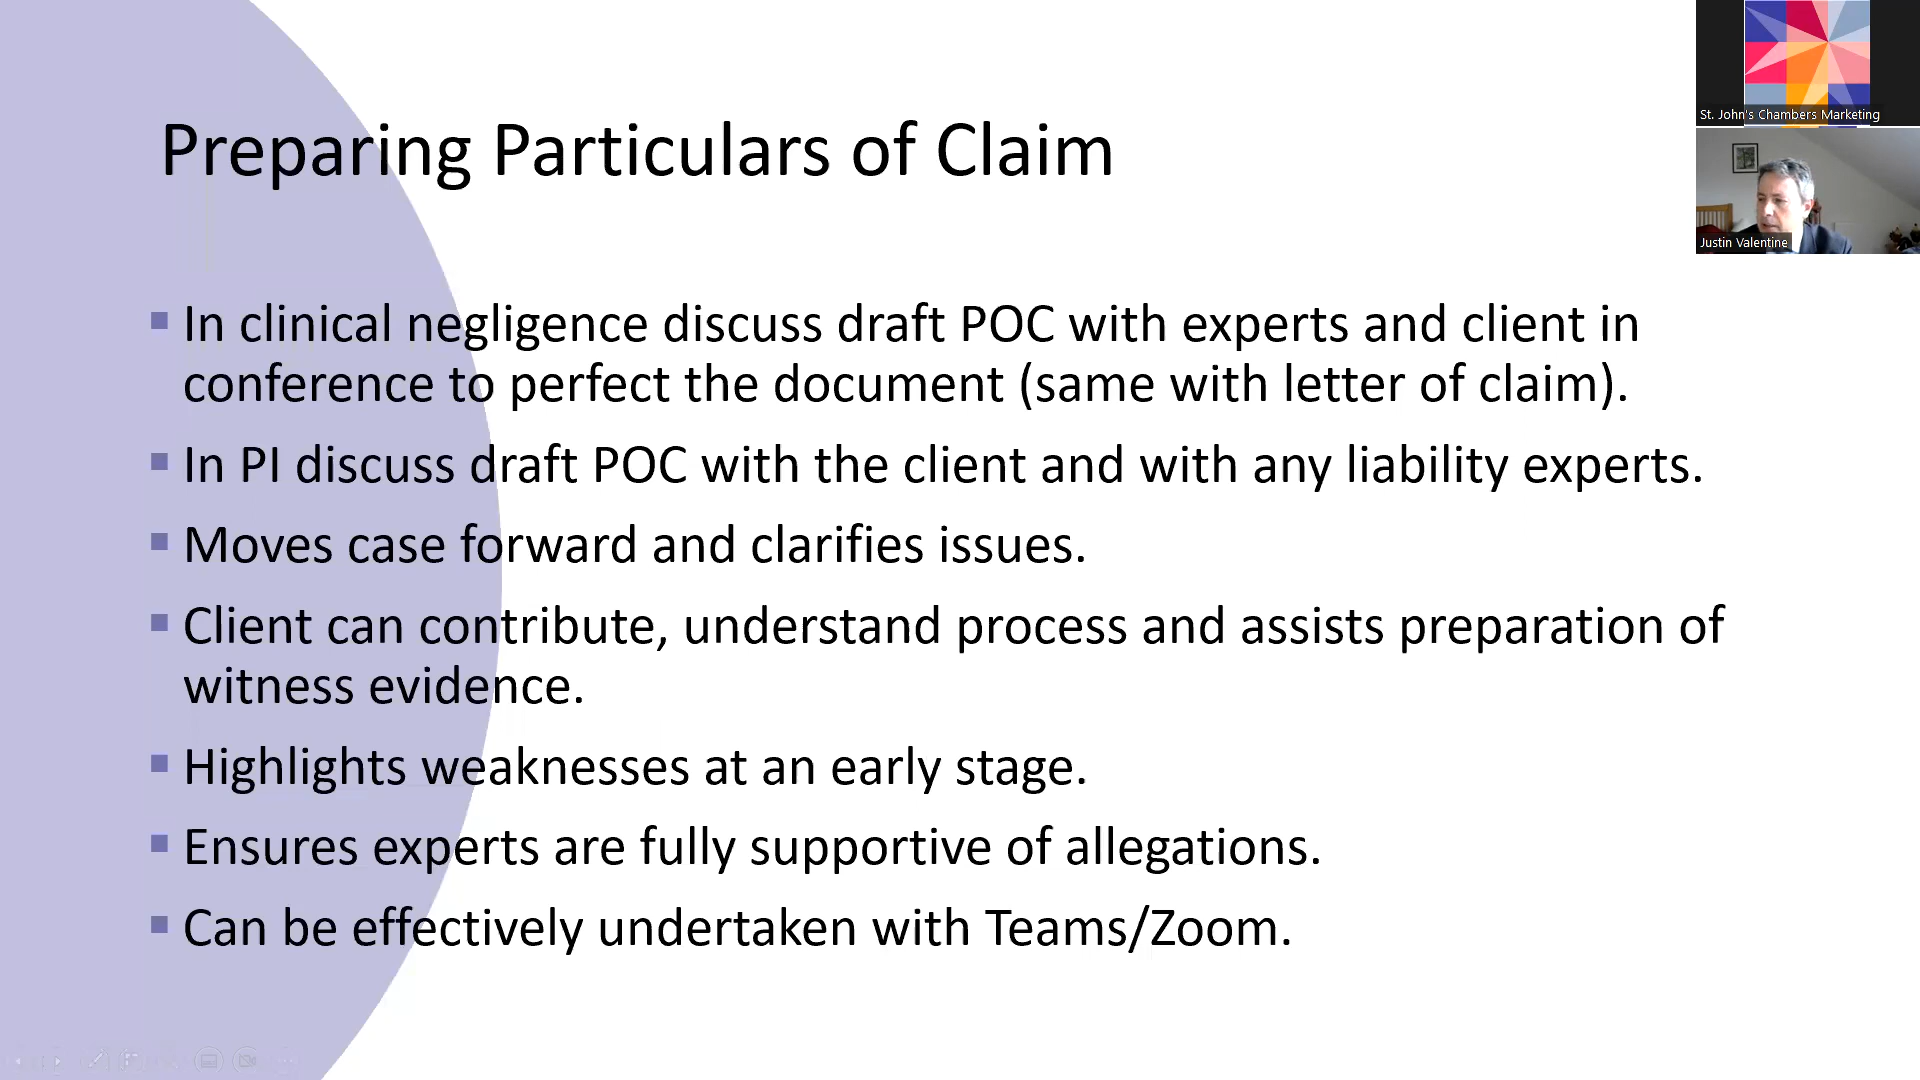 Preparing Particulars of Claim
In clinical negligence discuss draft POC with experts and client in
conference to perfect the document (same with letter of claim).
In PI discuss draft POC with the client and with any liability experts.
Moves case forward and clarifies issues.
Client can contribute, understand process and assists preparation of
witness evidence.
Highlights weaknesses at an early stage.
Ensures experts are fully supportive of allegations.
Can be effectively undertaken with Teams/Zoom.
St. John's Chambers Marketing
Justin Valentine